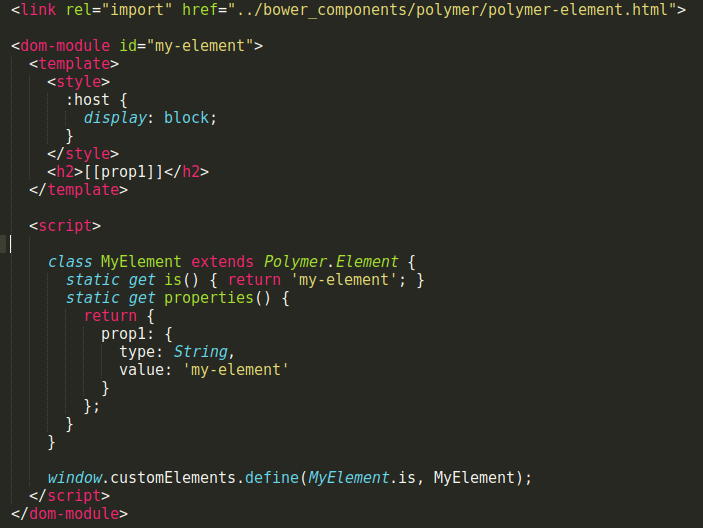 <link rel="import" href="../bower_components/polymer/polymer-element.html">

<dom-module id="my-element">
  <template>
    <style>
      :host {
        display: block;
      }
    </style>
    <h2>[[prop1]]</h2>
  </template>

  <script>

    class MyElement extends Polymer.Element {
      static get is() { return 'my-element'; }
      static get properties() {
        return {
          prop1: {
            type: String,
            value: 'my-element'
          }
        };
      }
    }

    window.customElements.define(MyElement.is, MyElement);
  </script>
</dom-module>